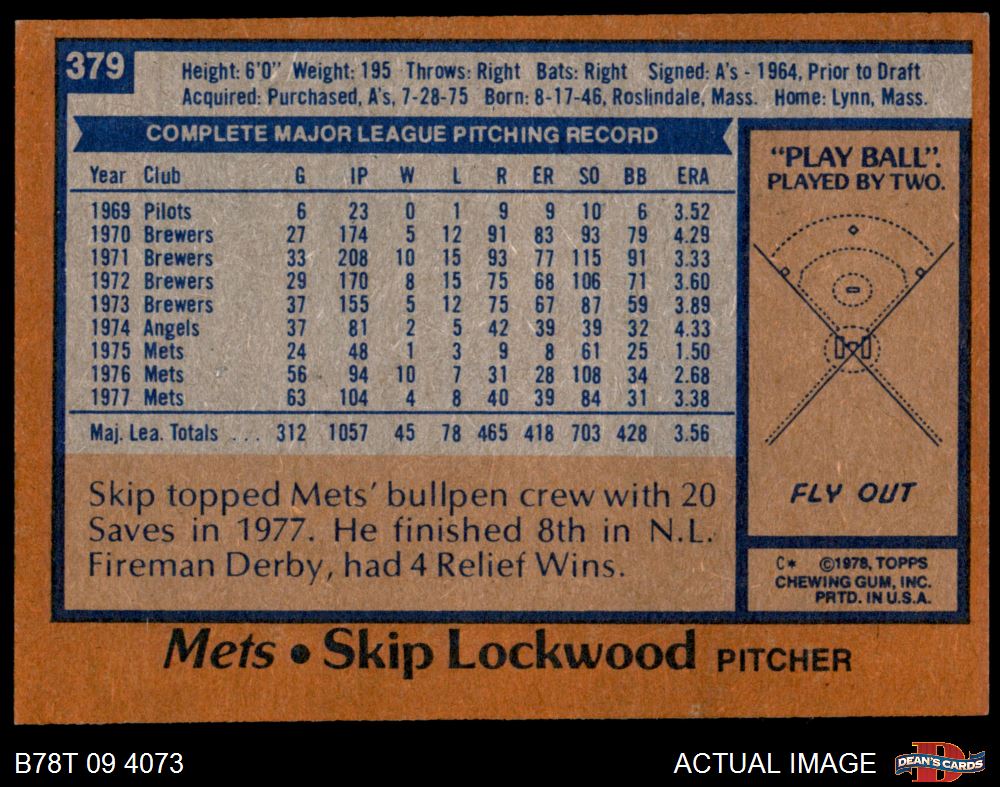 379
Height: 6'0" Weight: 195 Throws: Right Bats: Right Signed: A's - 1964, Prior to Draft
Acquired: Purchased, A's, 7-28-75 Born: 8-17-46, Roslindale, Mass. Home: Lynn, Mass.
COMPLETE MAJOR LEAGUE PITCHING RECORD
Year Club G IP W L R ER SO BB ERA
1969 Pilots 6 23 0 1 9 9 10 6 3.52
1970 Brewers 27 174 5 12 91 83 93 79 4.29
1971 Brewers 33 208 10 15 93 77 115 91 3.33
1972 Brewers 29 170 8 15 75 68 106 71 3.60
1973 Brewers 37 155 5 12 75 67 87 59 3.89
1974 Angels 37 81 2 5 42 39 39 32 4.33
1975 Mets 24 48 1 3 9 8 61 25 1.50
1976 Mets 56 94 10 7 31 28 108 34 2.68
1977 Mets 63 104 4 8 40 39 84 31 3.38
Maj. Lea. Totals . . . 312 1057 45 78 465 418 703 428 3.56
Skip topped Mets' bullpen crew with 20
Saves in 1977. He finished 8th in N.L.
Fireman Derby, had 4 Relief Wins.
"PLAY BALL".
PLAYED BY TWO.
FLY OUT
C* ©1978, TOPPS
CHEWING GUM, INC.
PRTD. IN U.S.A.
Mets • Skip Lockwood PITCHER
B78T 09 4073
ACTUAL IMAGE
DEAN'S CARDS